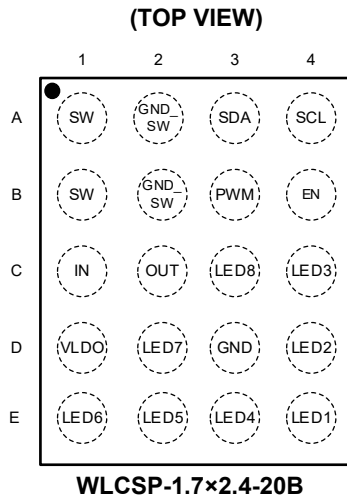 (TOP VIEW)
1 2 3 4
A SW GND_ SW SDA SCL
B SW GND_ SW PWM EN
C IN OUT LED8 LED3
D VLDO LED7 GND LED2
E LED6 LED5 LED4 LED1
WLCSP-1.7×2.4-20B